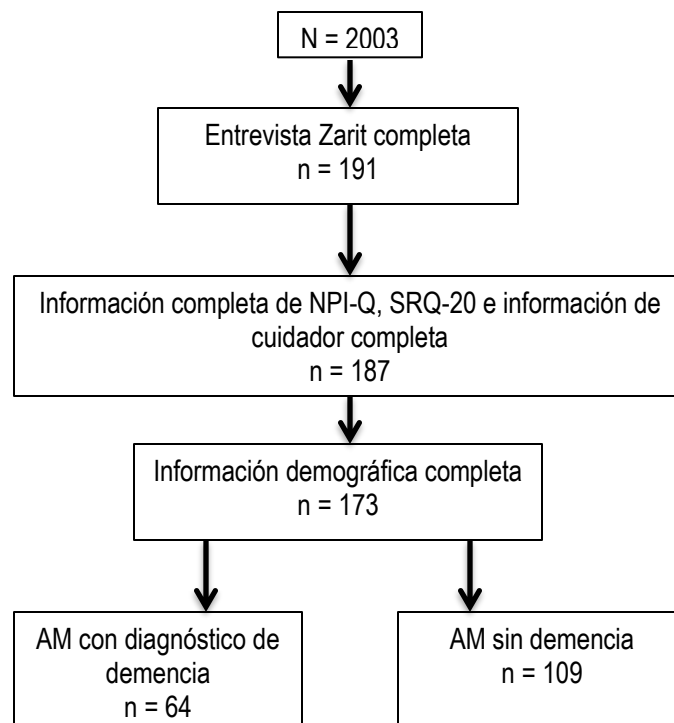 N = 2003
Entrevista Zarit completa
n = 191
Información completa de NPI-Q, SRQ-20 e información de
cuidador completa
n = 187
Información demográfica completa
n = 173
AM con diagnóstico de
demencia
n = 64
AM sin demencia
n = 109